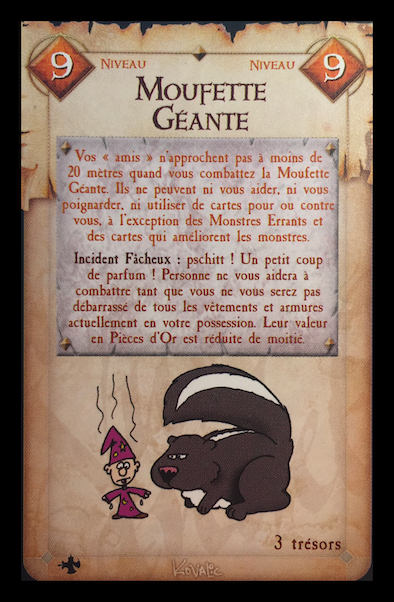 9 Niveau Niveau 9
Moufette
Géante
Vos « amis » n'approchent pas à moins de
20 mètres quand vous combattez la Moufette
Géante. Ils ne peuvent ni vous aider, ni vous
poignarder, ni utiliser de cartes pour ou contre
vous, à l'exception des Monstres Errants et
des cartes qui améliorent les monstres.
Incident Fâcheux : pschitt ! Un petit coup
de parfum ! Personne ne vous aidera à
combattre tant que vous ne vous serez pas
débarrassé de tous les vêtements et armures
actuellement en votre possession. Leur valeur
en Pièces d'Or est réduite de moitié.
3 trésors
Kovalic